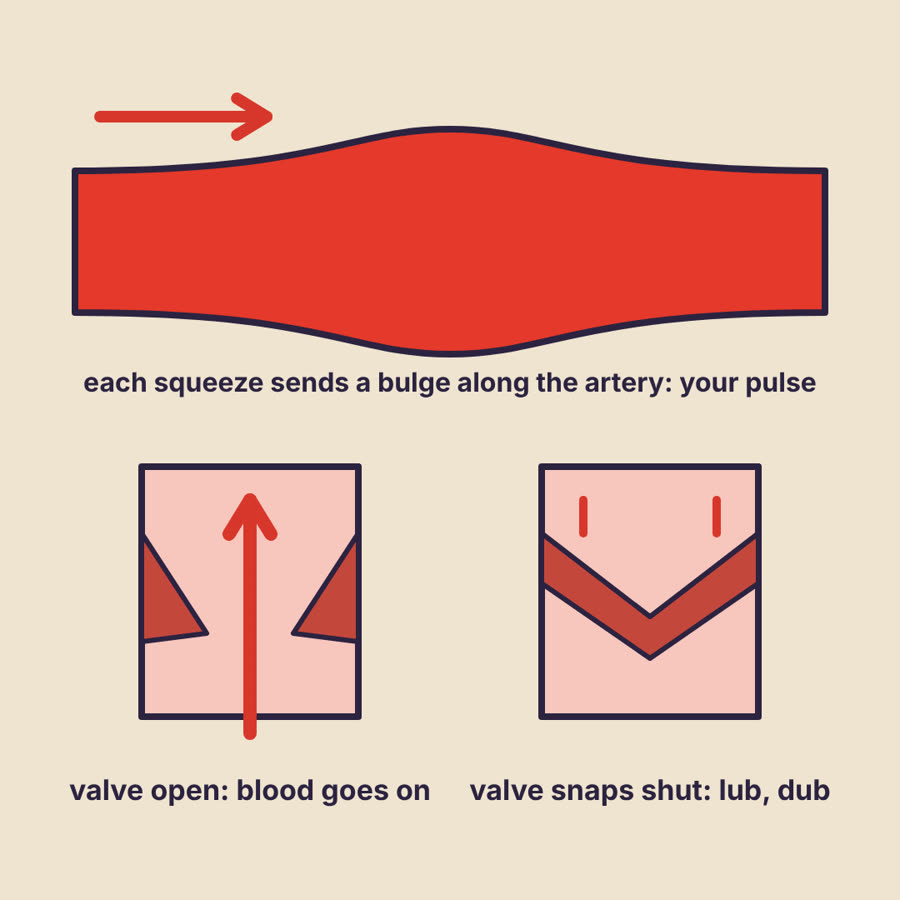 each squeeze sends a bulge along the artery: your pulse
valve open: blood goes on
valve snaps shut: lub, dub